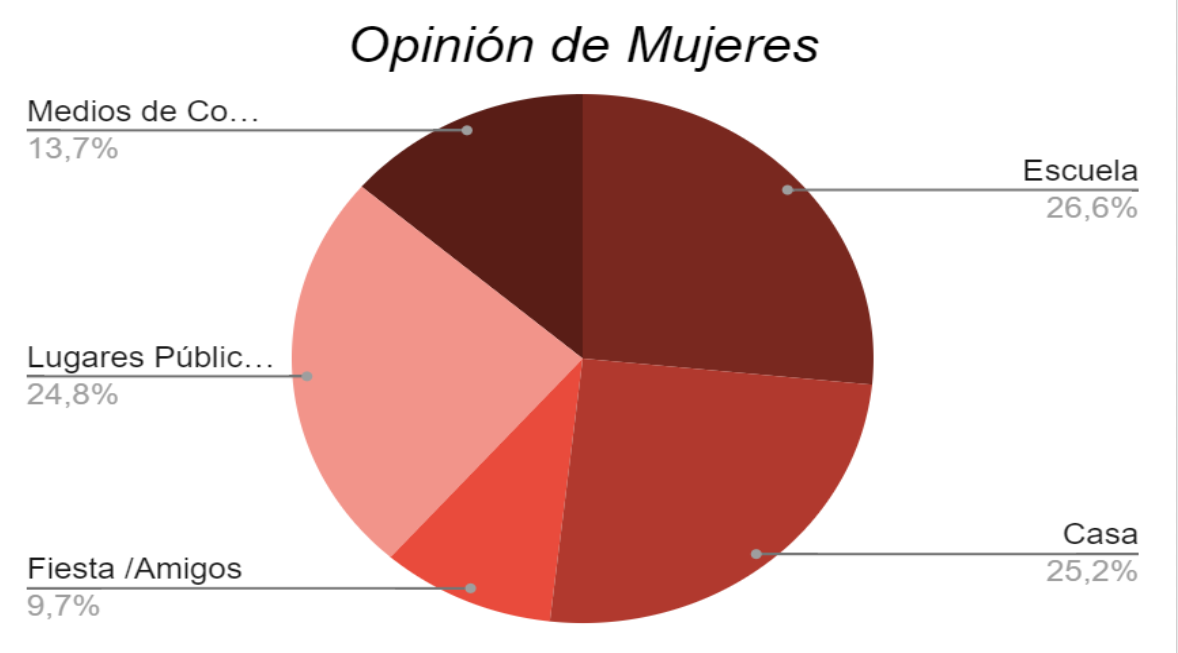 Opinión de Mujeres
Medios de Co…
13,7%
Escuela
26,6%
Lugares Públic…
24,8%
Casa
25,2%
Fiesta /Amigos
9,7%